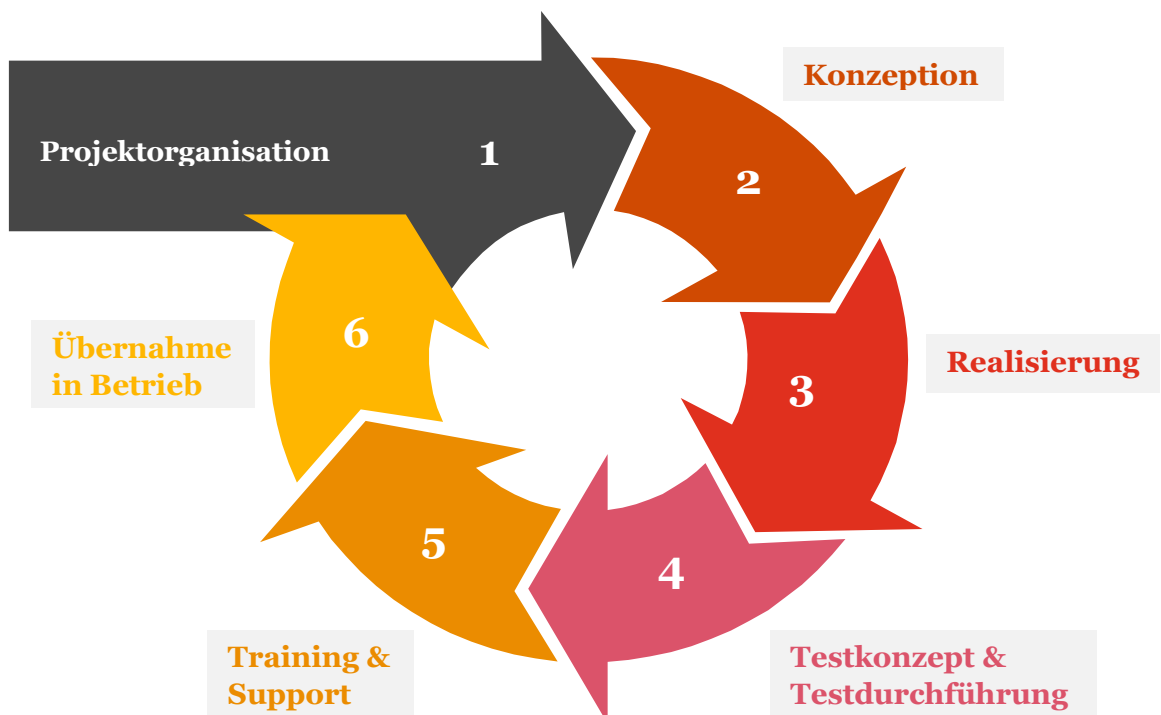 Projektorganisation
1
Konzeption
2
Realisierung
3
Testkonzept &
Testdurchführung
4
Training &
Support
5
Übernahme
in Betrieb
6